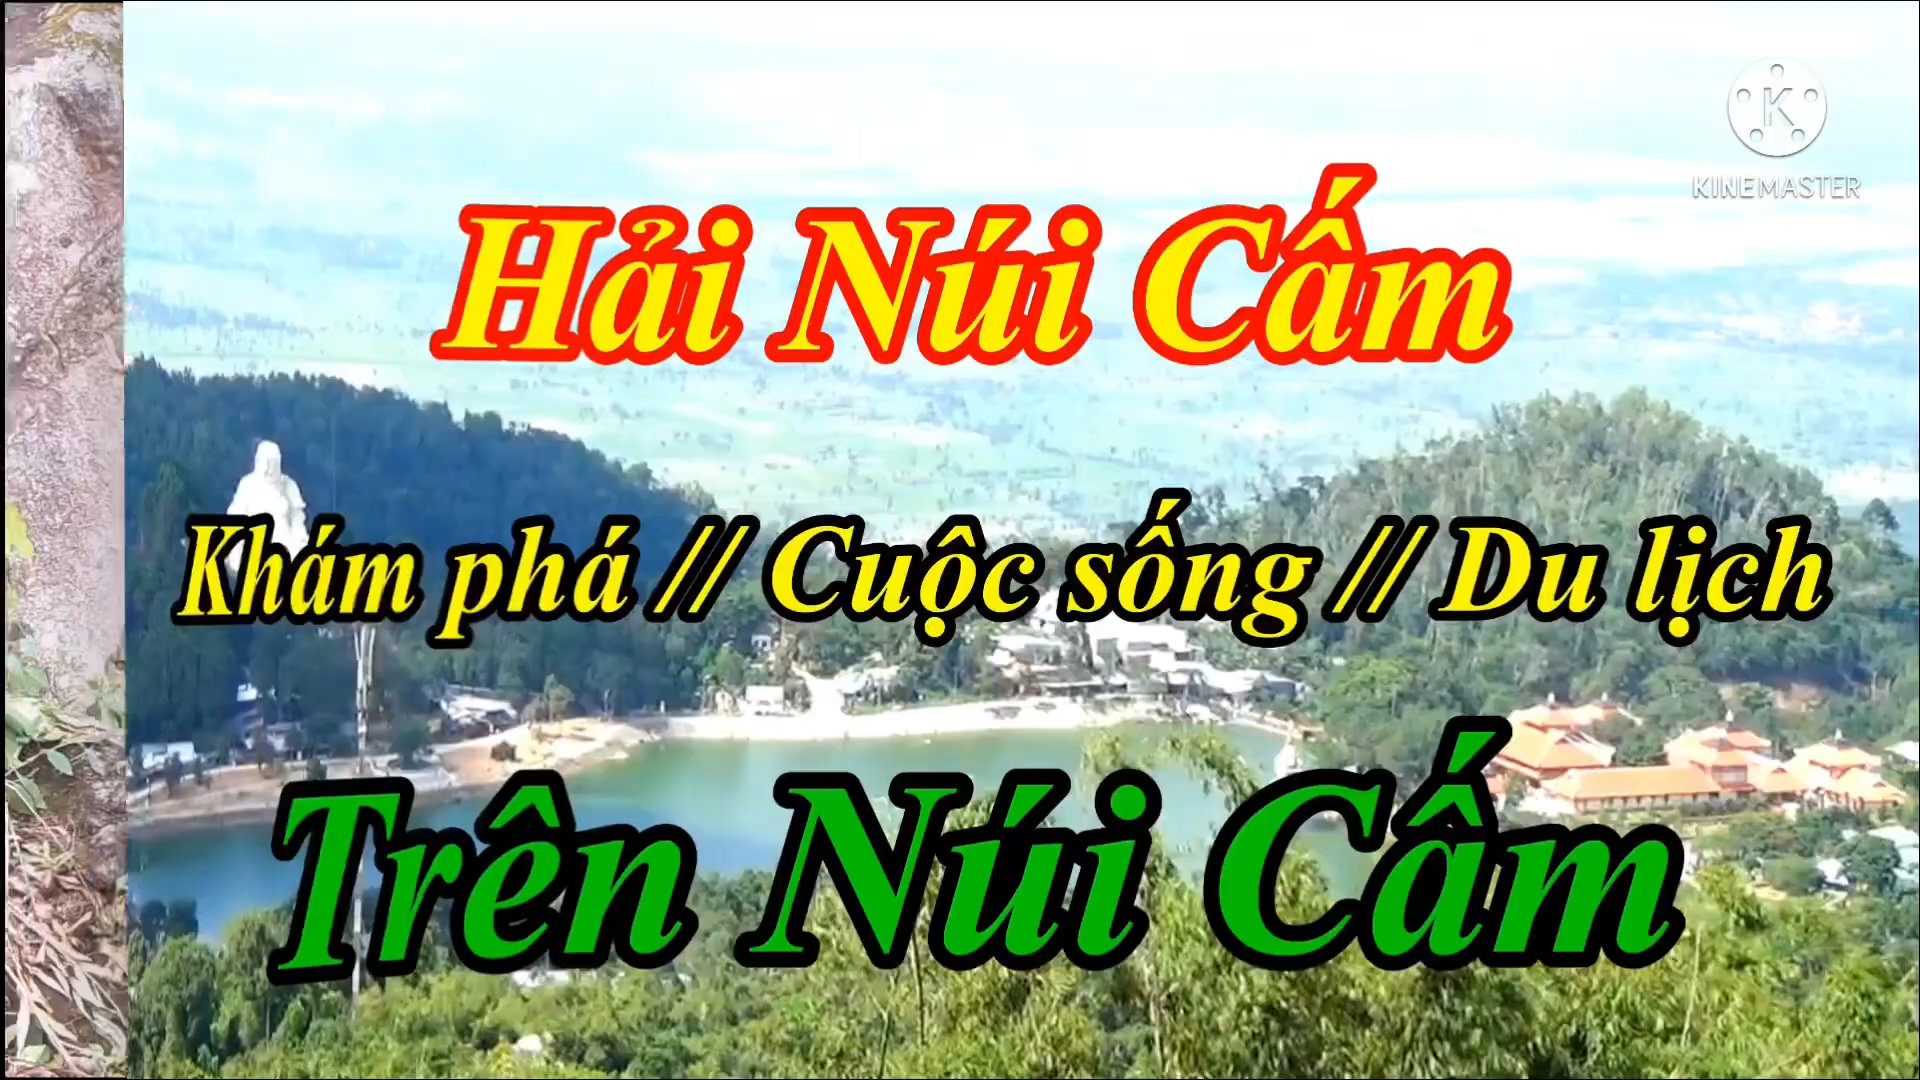 KINEMASTER
Hải Núi Cấm
Khám phá // Cuộc sống // Du lịch
Trên Núi Cấm